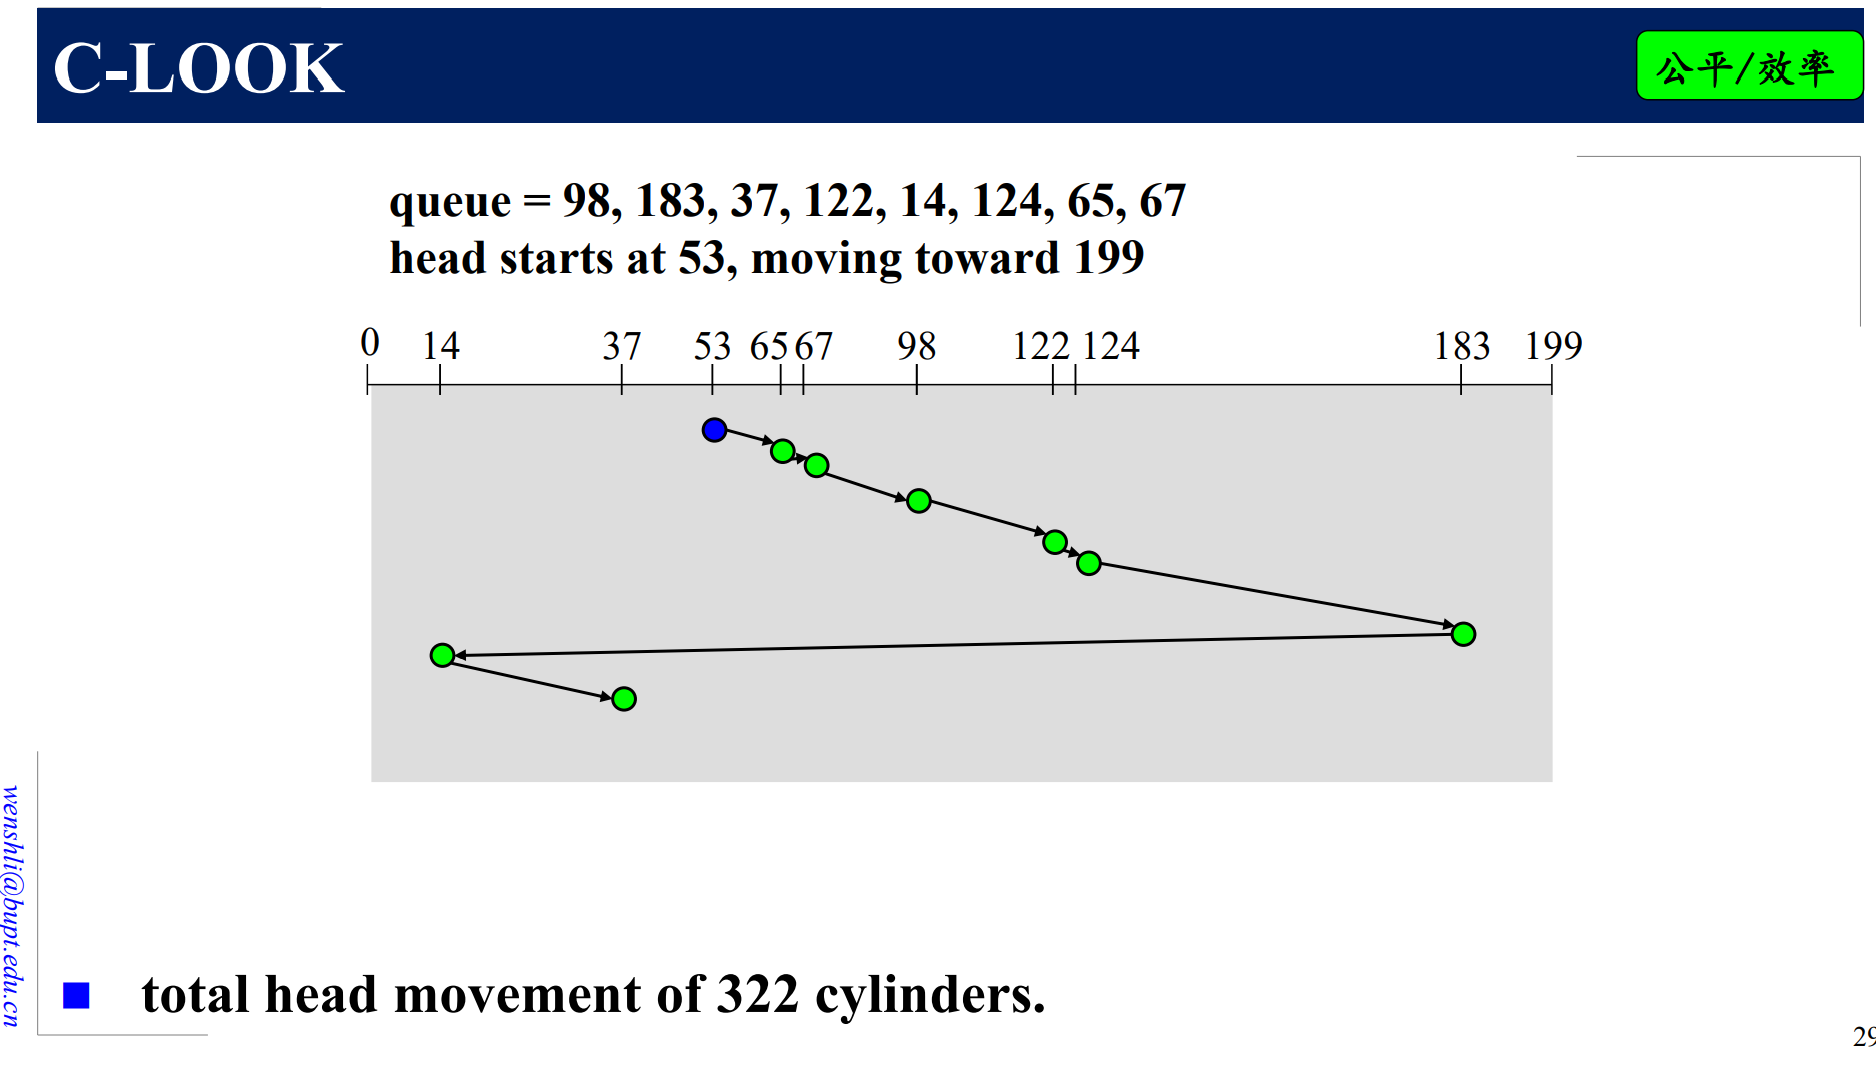 C-LOOK
公平/效率
queue = 98, 183, 37, 122, 14, 124, 65, 67
head starts at 53, moving toward 199
0 14 37 53 65 67 98 122 124 183 199
wenshli@bupt.edu.cn
■ total head movement of 322 cylinders.
29